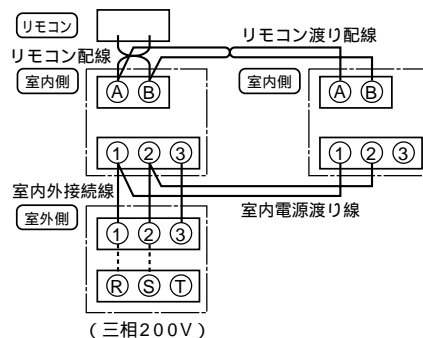 リモコン
リモコン配線
リモコン渡り配線
室内側
A B
室内側
A B
1 2 3
1 2 3
室内外接続線
室内電源渡り線
室外側
1 2 3
R S T
(三相200V)